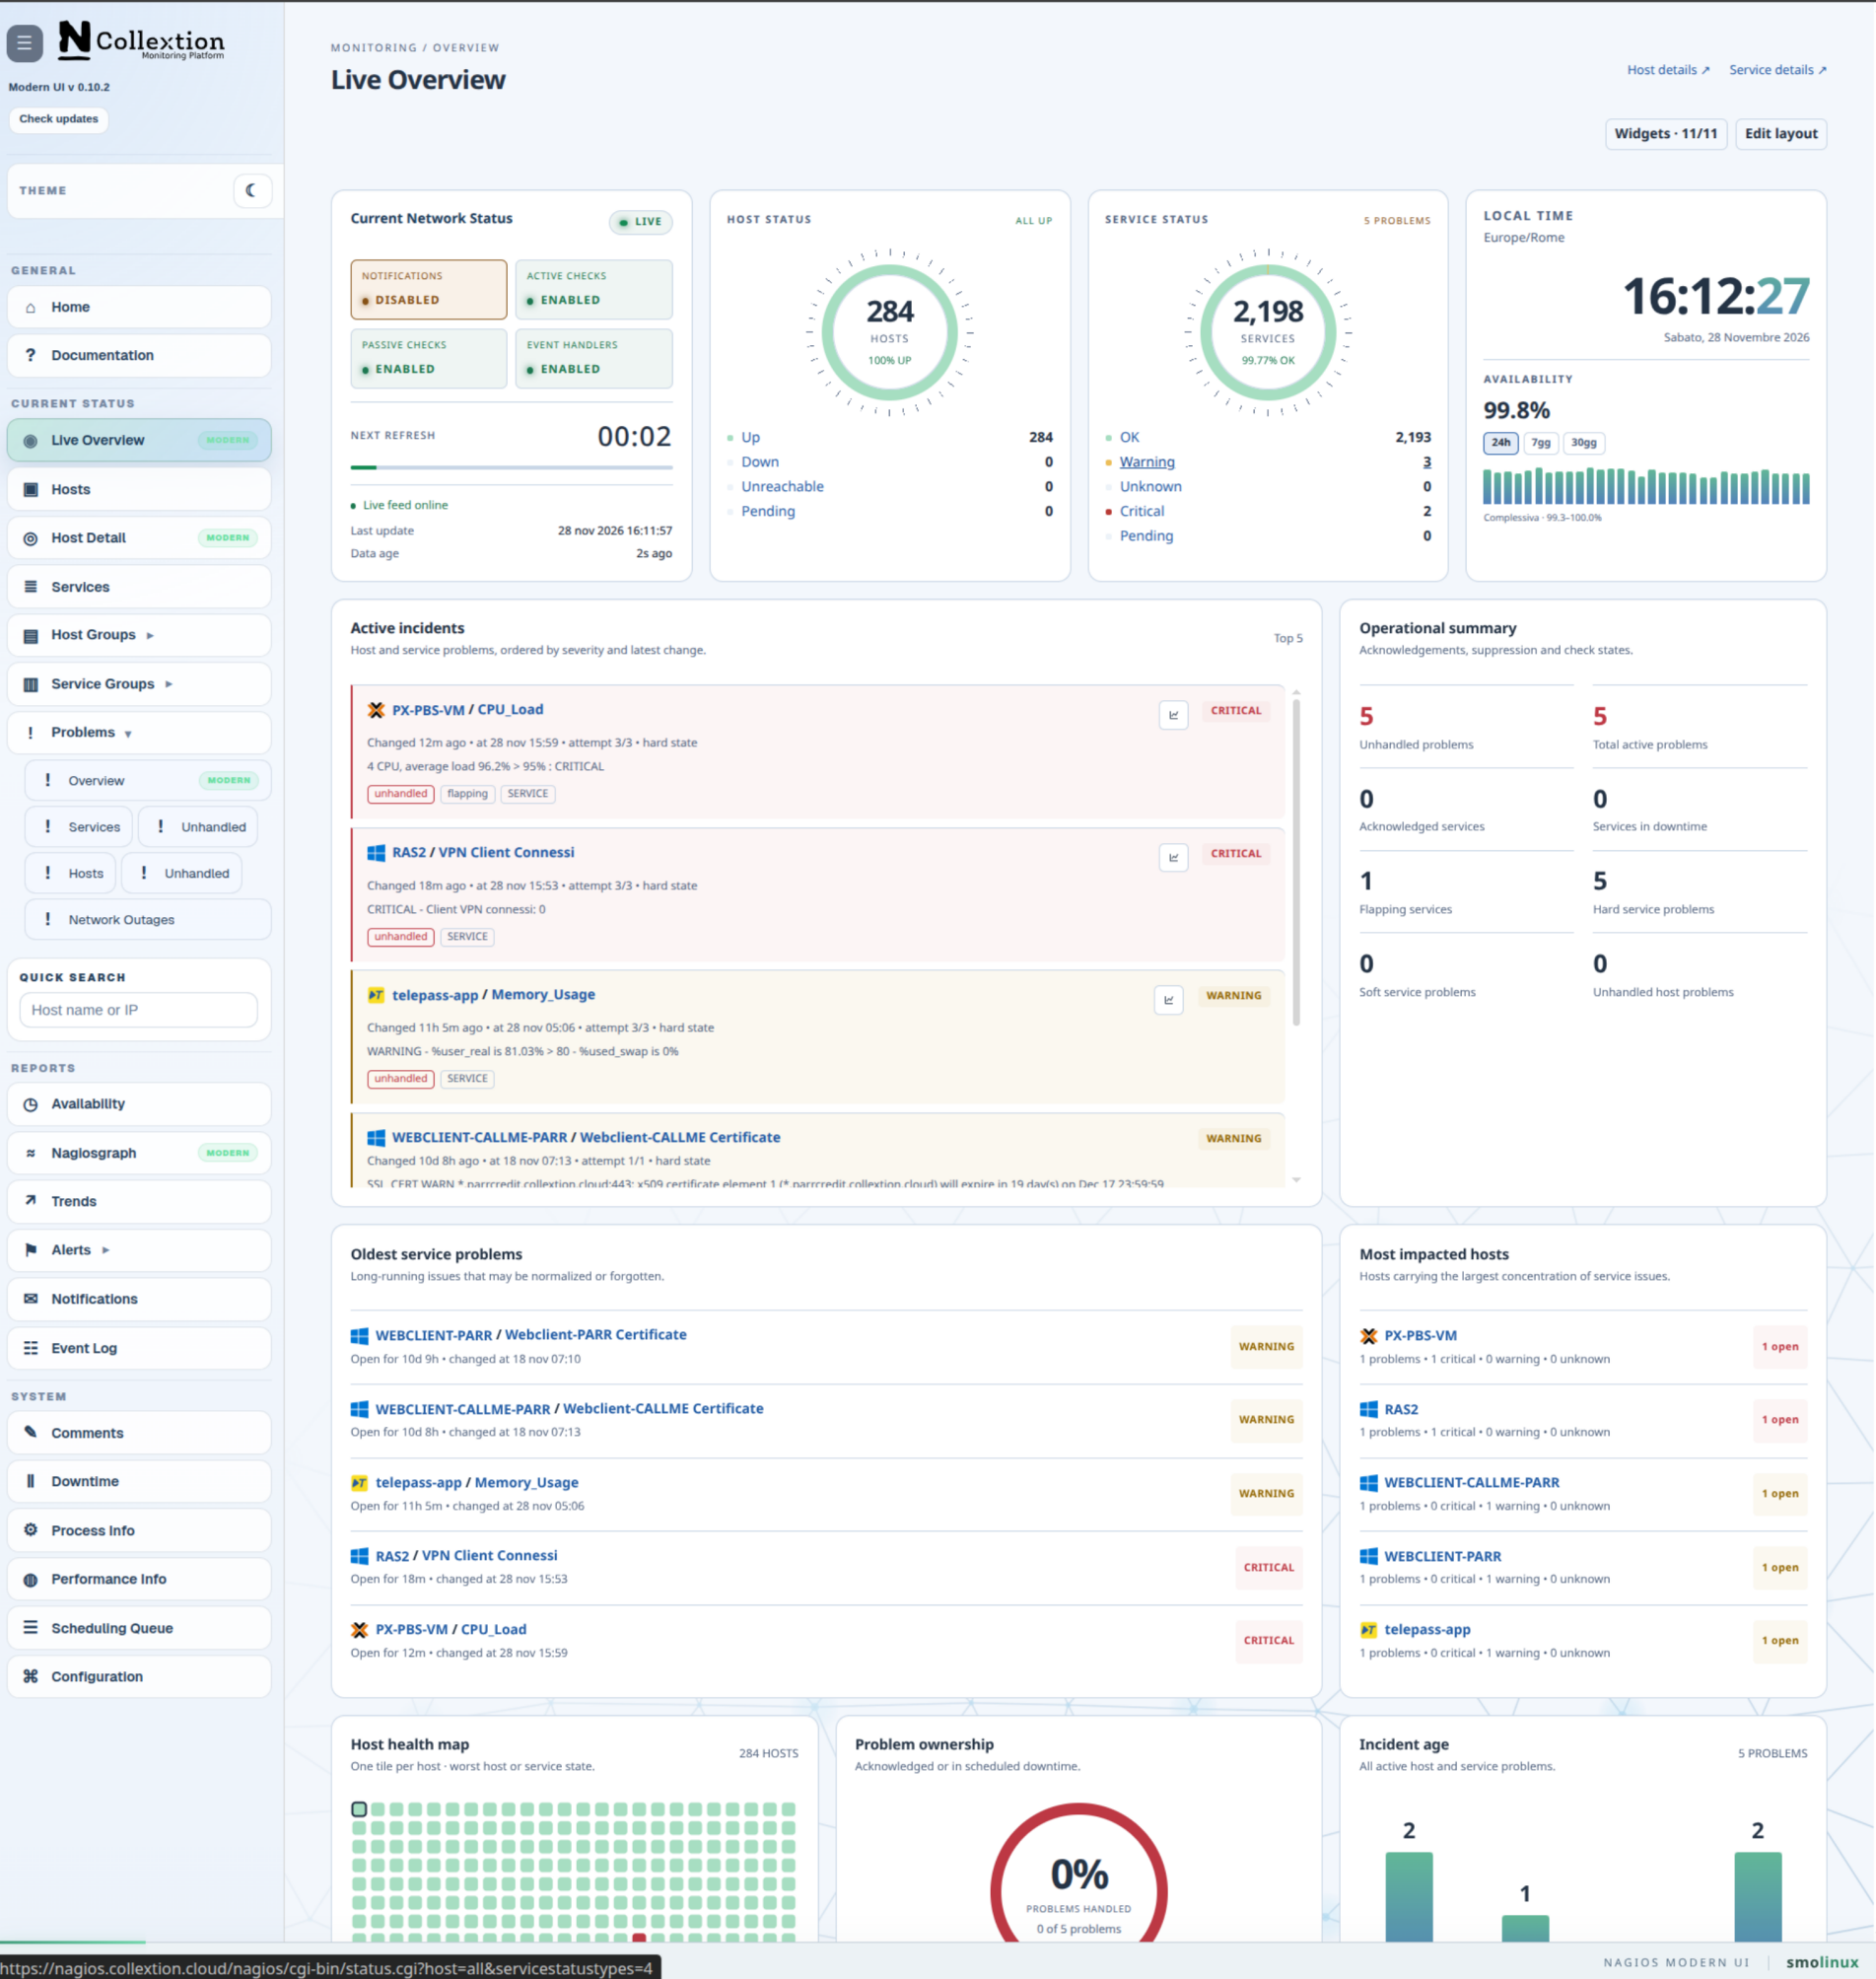 N Collextion
Monitoring Platform
Modern UI v 0.10.2
Check updates
THEME
GENERAL
Home
? Documentation
CURRENT STATUS
Live Overview MODERN
Hosts
Host Detail MODERN
Services
Host Groups
Service Groups
! Problems
! Overview MODERN
! Services ! Unhandled
! Hosts ! Unhandled
! Network Outages
QUICK SEARCH
Host name or IP
REPORTS
Availability
Nagiosgraph MODERN
Trends
Alerts
Notifications
Event Log
SYSTEM
Comments
Downtime
Process Info
Performance Info
Scheduling Queue
Configuration
MONITORING / OVERVIEW
Live Overview
Host details ↗ Service details ↗
Widgets · 11/11 Edit layout
Current Network Status LIVE
NOTIFICATIONS
DISABLED
ACTIVE CHECKS
ENABLED
PASSIVE CHECKS
ENABLED
EVENT HANDLERS
ENABLED
NEXT REFRESH 00:02
Live feed online
Last update 28 nov 2026 16:11:57
Data age 2s ago
HOST STATUS ALL UP
284
HOSTS
100% UP
Up 284
Down 0
Unreachable 0
Pending 0
SERVICE STATUS 5 PROBLEMS
2,198
SERVICES
99.77% OK
OK 2,193
Warning 3
Unknown 0
Critical 2
Pending 0
LOCAL TIME
Europe/Rome
16:12:27
Sabato, 28 Novembre 2026
AVAILABILITY
99.8%
24h 7gg 30gg
Complessiva · 99.3–100.0%
Active incidents
Host and service problems, ordered by severity and latest change.
Top 5
PX-PBS-VM / CPU_Load CRITICAL
Changed 12m ago • at 28 nov 15:59 • attempt 3/3 • hard state
4 CPU, average load 96.2% > 95% : CRITICAL
unhandled flapping SERVICE
RAS2 / VPN Client Connessi CRITICAL
Changed 18m ago • at 28 nov 15:53 • attempt 3/3 • hard state
CRITICAL - Client VPN connessi: 0
unhandled SERVICE
telepass-app / Memory_Usage WARNING
Changed 11h 5m ago • at 28 nov 05:06 • attempt 3/3 • hard state
WARNING - %user_real is 81.03% > 80 - %used_swap is 0%
unhandled SERVICE
WEBCLIENT-CALLME-PARR / Webclient-CALLME Certificate WARNING
Changed 10d 8h ago • at 18 nov 07:13 • attempt 1/1 • hard state
SSL_CERT WARN *.parrcredit.collextion.cloud:443: x509 certificate element 1 (*.parrcredit.collextion.cloud) will expire in 19 day(s) on Dec 17 23:59:59
Operational summary
Acknowledgements, suppression and check states.
5 5
Unhandled problems Total active problems
0 0
Acknowledged services Services in downtime
1 5
Flapping services Hard service problems
0 0
Soft service problems Unhandled host problems
Oldest service problems
Long-running issues that may be normalized or forgotten.
WEBCLIENT-PARR / Webclient-PARR Certificate WARNING
Open for 10d 9h • changed at 18 nov 07:10
WEBCLIENT-CALLME-PARR / Webclient-CALLME Certificate WARNING
Open for 10d 8h • changed at 18 nov 07:13
telepass-app / Memory_Usage WARNING
Open for 11h 5m • changed at 28 nov 05:06
RAS2 / VPN Client Connessi CRITICAL
Open for 18m • changed at 28 nov 15:53
PX-PBS-VM / CPU_Load CRITICAL
Open for 12m • changed at 28 nov 15:59
Most impacted hosts
Hosts carrying the largest concentration of service issues.
PX-PBS-VM 1 open
1 problems • 1 critical • 0 warning • 0 unknown
RAS2 1 open
1 problems • 1 critical • 0 warning • 0 unknown
WEBCLIENT-CALLME-PARR 1 open
1 problems • 0 critical • 1 warning • 0 unknown
WEBCLIENT-PARR 1 open
1 problems • 0 critical • 1 warning • 0 unknown
telepass-app 1 open
1 problems • 0 critical • 1 warning • 0 unknown
Host health map 284 HOSTS
One tile per host · worst host or service state.
Problem ownership
Acknowledged or in scheduled downtime.
0%
PROBLEMS HANDLED
0 of 5 problems
Incident age 5 PROBLEMS
All active host and service problems.
2 1 2
https://nagios.collextion.cloud/nagios/cgi-bin/status.cgi?host=all&servicestatustypes=4
NAGIOS MODERN UI | smolinux